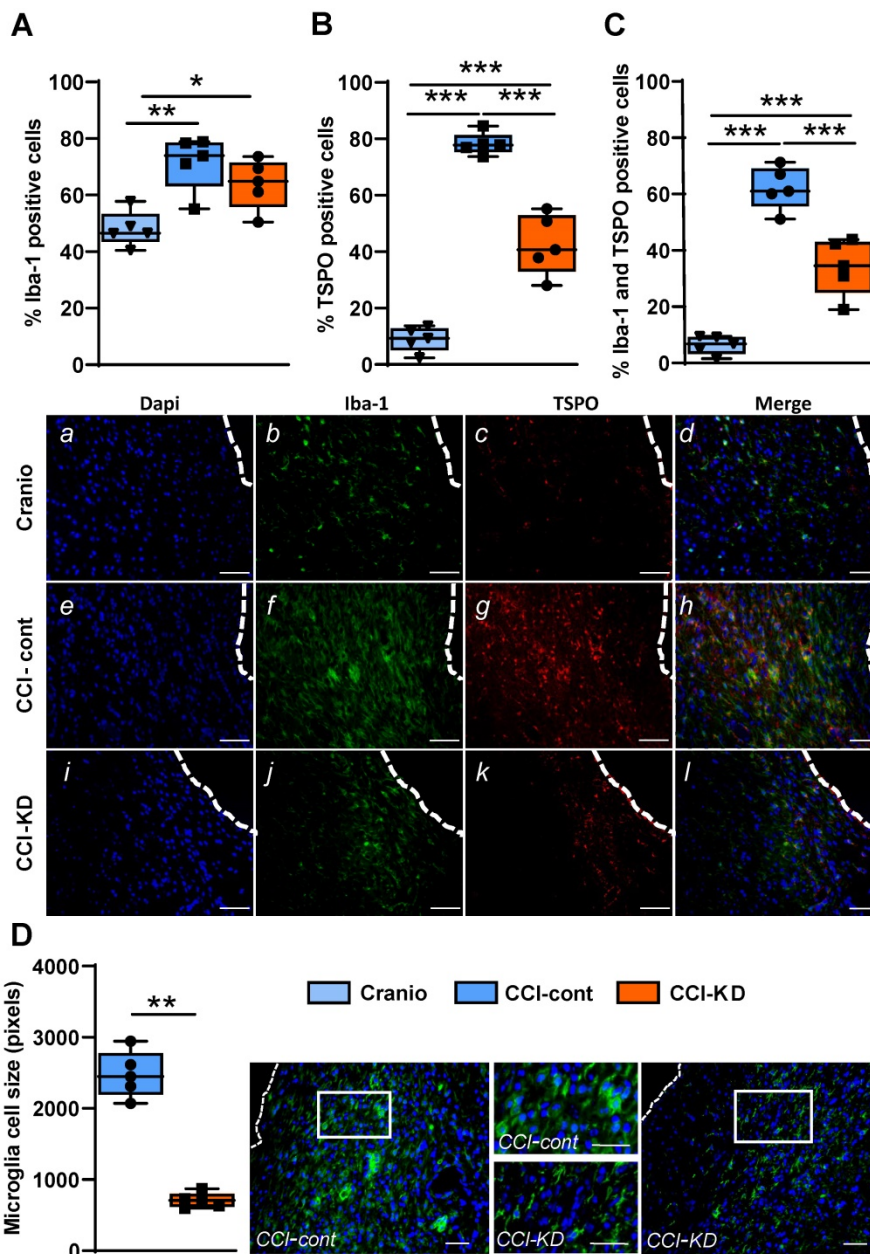 A
B
C
% Iba-1 positive cells
100
80
60
40
20
0
*
**
% TSPO positive cells
100
80
60
40
20
0
***
*** ***
% Iba-1 and TSPO positive cells
100
80
60
40
20
0
***
*** ***
Dapi Iba-1 TSPO Merge
Cranio
a b c d
CCI-cont
e f g h
CCI-KD
i j k l
D
Microglia cell size (pixels)
4000
3000
2000
1000
0
**
Cranio CCI-cont CCI-KD
CCI-cont
CCI-cont
CCI-KD
CCI-KD